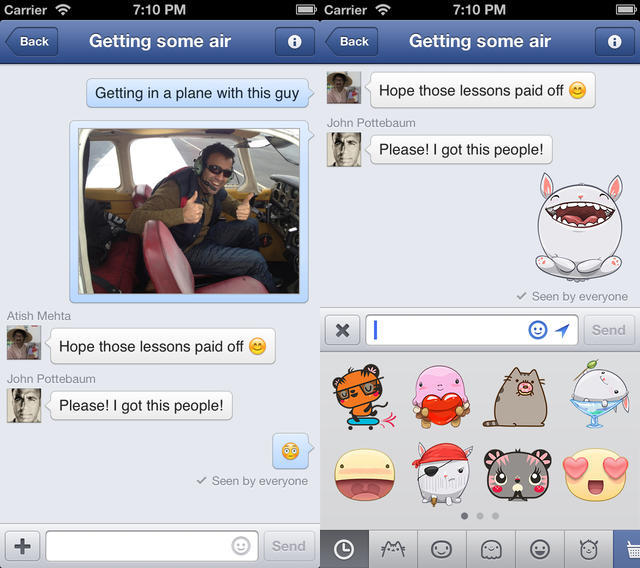 Carrier 7:10 PM
Back Getting some air
Getting in a plane with this guy
Atish Mehta
Hope those lessons paid off 😊
John Pottebaum
Please! I got this people!
😳
✓ Seen by everyone
Send
Carrier 7:10 PM
Back Getting some air
Hope those lessons paid off 😊
John Pottebaum
Please! I got this people!
✓ Seen by everyone
Send